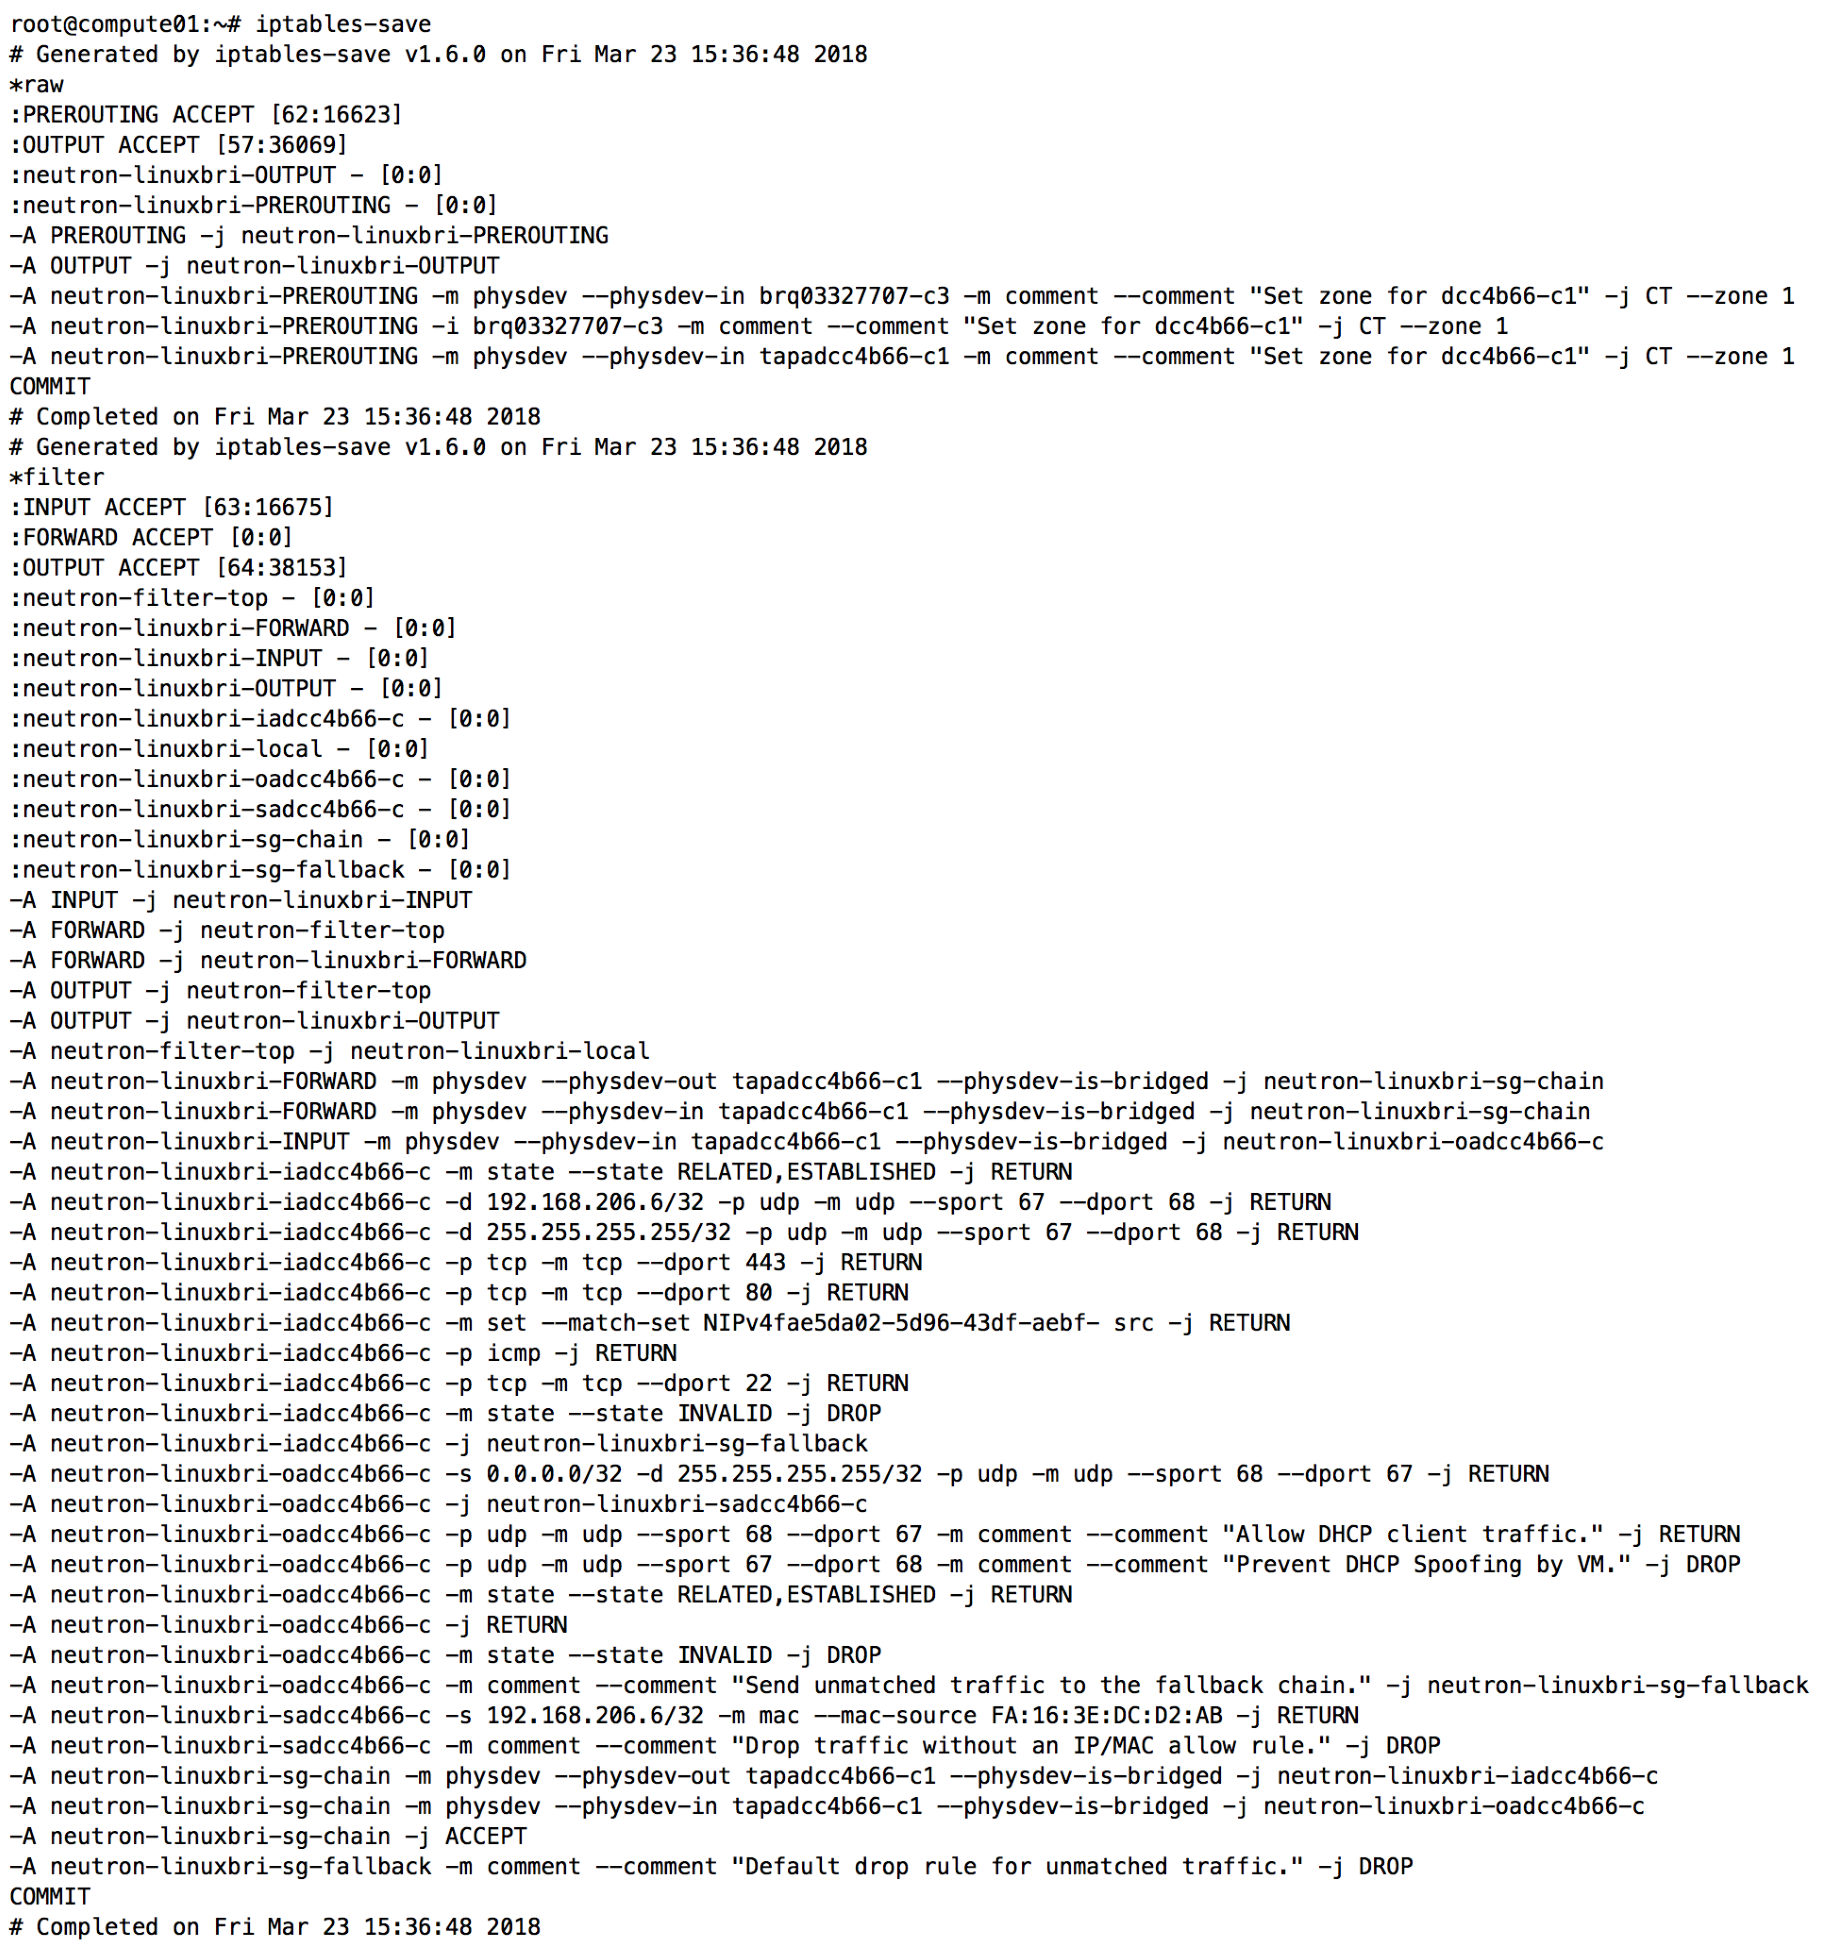 root@compute01:~# iptables-save
# Generated by iptables-save v1.6.0 on Fri Mar 23 15:36:48 2018
*raw
:PREROUTING ACCEPT [62:16623]
:OUTPUT ACCEPT [57:36069]
:neutron-linuxbri-OUTPUT - [0:0]
:neutron-linuxbri-PREROUTING - [0:0]
-A PREROUTING -j neutron-linuxbri-PREROUTING
-A OUTPUT -j neutron-linuxbri-OUTPUT
-A neutron-linuxbri-PREROUTING -m physdev --physdev-in brq03327707-c3 -m comment --comment "Set zone for dcc4b66-c1" -j CT --zone 1
-A neutron-linuxbri-PREROUTING -i brq03327707-c3 -m comment --comment "Set zone for dcc4b66-c1" -j CT --zone 1
-A neutron-linuxbri-PREROUTING -m physdev --physdev-in tapadcc4b66-c1 -m comment --comment "Set zone for dcc4b66-c1" -j CT --zone 1
COMMIT
# Completed on Fri Mar 23 15:36:48 2018
# Generated by iptables-save v1.6.0 on Fri Mar 23 15:36:48 2018
*filter
:INPUT ACCEPT [63:16675]
:FORWARD ACCEPT [0:0]
:OUTPUT ACCEPT [64:38153]
:neutron-filter-top - [0:0]
:neutron-linuxbri-FORWARD - [0:0]
:neutron-linuxbri-INPUT - [0:0]
:neutron-linuxbri-OUTPUT - [0:0]
:neutron-linuxbri-iadcc4b66-c - [0:0]
:neutron-linuxbri-local - [0:0]
:neutron-linuxbri-oadcc4b66-c - [0:0]
:neutron-linuxbri-sadcc4b66-c - [0:0]
:neutron-linuxbri-sg-chain - [0:0]
:neutron-linuxbri-sg-fallback - [0:0]
-A INPUT -j neutron-linuxbri-INPUT
-A FORWARD -j neutron-filter-top
-A FORWARD -j neutron-linuxbri-FORWARD
-A OUTPUT -j neutron-filter-top
-A OUTPUT -j neutron-linuxbri-OUTPUT
-A neutron-filter-top -j neutron-linuxbri-local
-A neutron-linuxbri-FORWARD -m physdev --physdev-out tapadcc4b66-c1 --physdev-is-bridged -j neutron-linuxbri-sg-chain
-A neutron-linuxbri-FORWARD -m physdev --physdev-in tapadcc4b66-c1 --physdev-is-bridged -j neutron-linuxbri-sg-chain
-A neutron-linuxbri-INPUT -m physdev --physdev-in tapadcc4b66-c1 --physdev-is-bridged -j neutron-linuxbri-oadcc4b66-c
-A neutron-linuxbri-iadcc4b66-c -m state --state RELATED,ESTABLISHED -j RETURN
-A neutron-linuxbri-iadcc4b66-c -d 192.168.206.6/32 -p udp -m udp --sport 67 --dport 68 -j RETURN
-A neutron-linuxbri-iadcc4b66-c -d 255.255.255.255/32 -p udp -m udp --sport 67 --dport 68 -j RETURN
-A neutron-linuxbri-iadcc4b66-c -p tcp -m tcp --dport 443 -j RETURN
-A neutron-linuxbri-iadcc4b66-c -p tcp -m tcp --dport 80 -j RETURN
-A neutron-linuxbri-iadcc4b66-c -m set --match-set NIPv4fae5da02-5d96-43df-aebf- src -j RETURN
-A neutron-linuxbri-iadcc4b66-c -p icmp -j RETURN
-A neutron-linuxbri-iadcc4b66-c -p tcp -m tcp --dport 22 -j RETURN
-A neutron-linuxbri-iadcc4b66-c -m state --state INVALID -j DROP
-A neutron-linuxbri-iadcc4b66-c -j neutron-linuxbri-sg-fallback
-A neutron-linuxbri-oadcc4b66-c -s 0.0.0.0/32 -d 255.255.255.255/32 -p udp -m udp --sport 68 --dport 67 -j RETURN
-A neutron-linuxbri-oadcc4b66-c -j neutron-linuxbri-sadcc4b66-c
-A neutron-linuxbri-oadcc4b66-c -p udp -m udp --sport 68 --dport 67 -m comment --comment "Allow DHCP client traffic." -j RETURN
-A neutron-linuxbri-oadcc4b66-c -p udp -m udp --sport 67 --dport 68 -m comment --comment "Prevent DHCP Spoofing by VM." -j DROP
-A neutron-linuxbri-oadcc4b66-c -m state --state RELATED,ESTABLISHED -j RETURN
-A neutron-linuxbri-oadcc4b66-c -j RETURN
-A neutron-linuxbri-oadcc4b66-c -m state --state INVALID -j DROP
-A neutron-linuxbri-oadcc4b66-c -m comment --comment "Send unmatched traffic to the fallback chain." -j neutron-linuxbri-sg-fallback
-A neutron-linuxbri-sadcc4b66-c -s 192.168.206.6/32 -m mac --mac-source FA:16:3E:DC:D2:AB -j RETURN
-A neutron-linuxbri-sadcc4b66-c -m comment --comment "Drop traffic without an IP/MAC allow rule." -j DROP
-A neutron-linuxbri-sg-chain -m physdev --physdev-out tapadcc4b66-c1 --physdev-is-bridged -j neutron-linuxbri-iadcc4b66-c
-A neutron-linuxbri-sg-chain -m physdev --physdev-in tapadcc4b66-c1 --physdev-is-bridged -j neutron-linuxbri-oadcc4b66-c
-A neutron-linuxbri-sg-chain -j ACCEPT
-A neutron-linuxbri-sg-fallback -m comment --comment "Default drop rule for unmatched traffic." -j DROP
COMMIT
# Completed on Fri Mar 23 15:36:48 2018